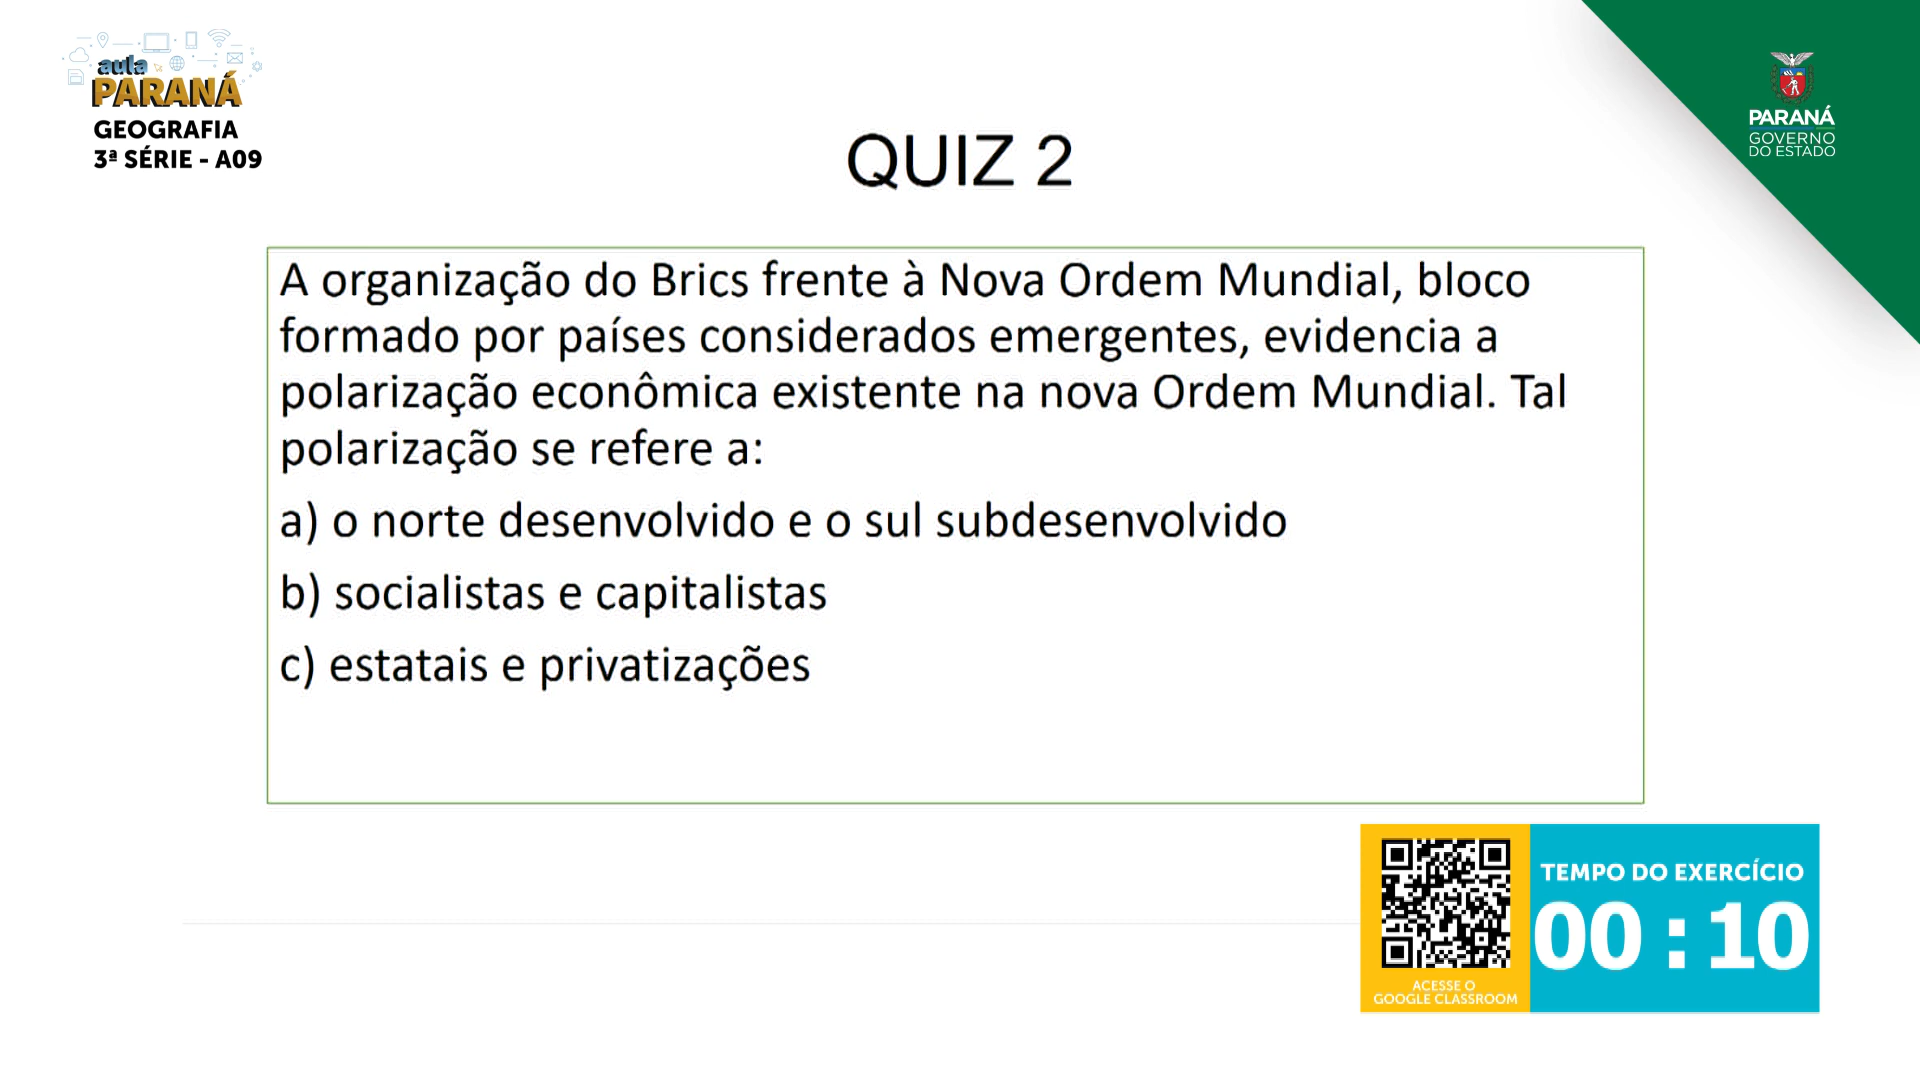 aula
PARANÁ
GEOGRAFIA
3ª SÉRIE - A09
PARANÁ
GOVERNO
DO ESTADO
QUIZ 2
A organização do Brics frente à Nova Ordem Mundial, bloco
formado por países considerados emergentes, evidencia a
polarização econômica existente na nova Ordem Mundial. Tal
polarização se refere a:
a) o norte desenvolvido e o sul subdesenvolvido
b) socialistas e capitalistas
c) estatais e privatizações
TEMPO DO EXERCÍCIO
00 : 10
ACESSE O
GOOGLE CLASSROOM